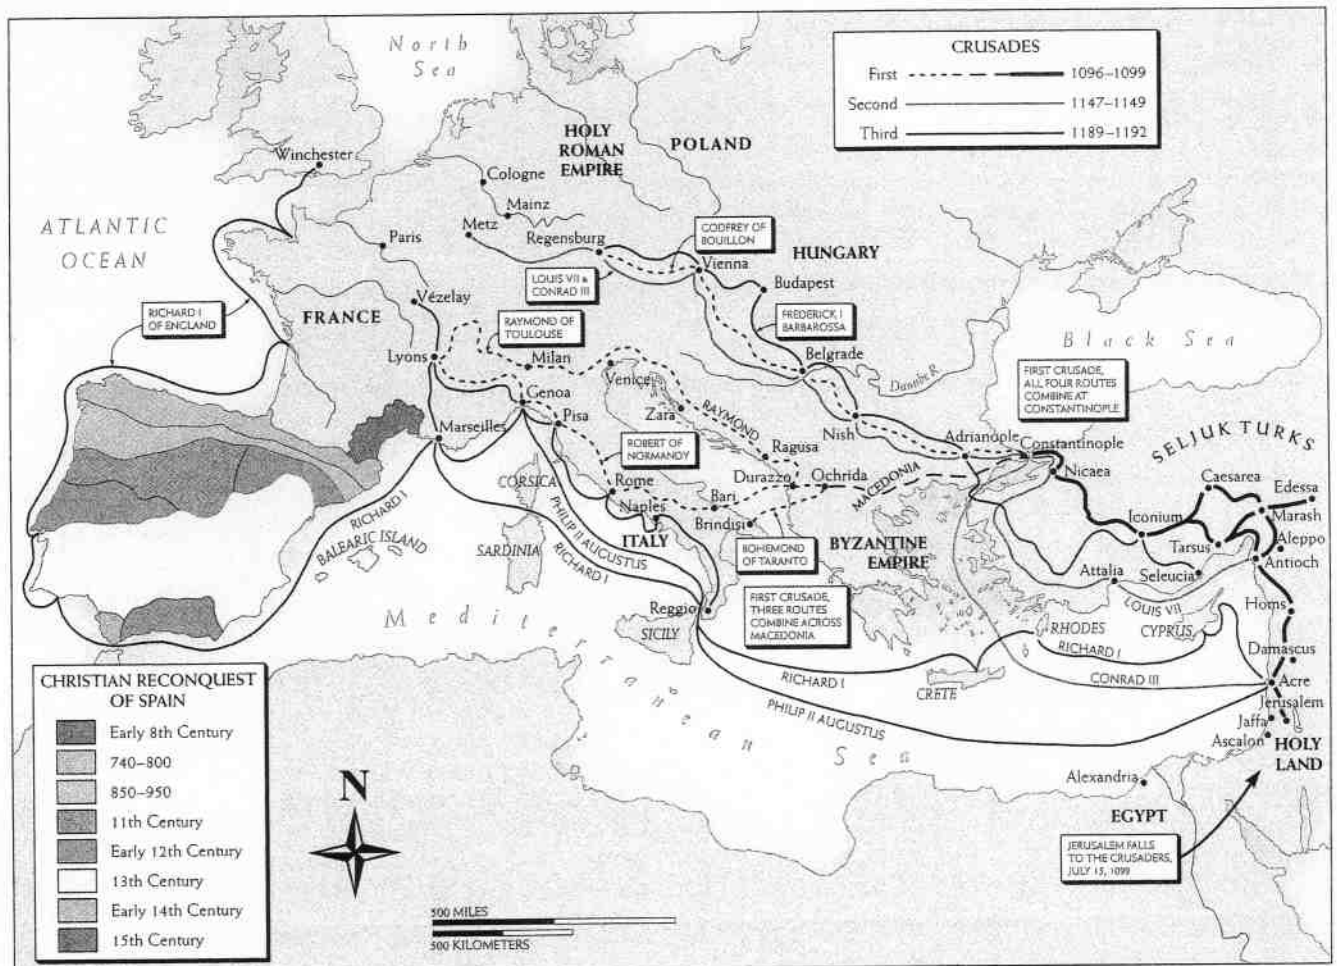 North
Sea
CRUSADES
First 1096–1099
Second 1147–1149
Third 1189–1192
HOLY
ROMAN
EMPIRE
POLAND
Winchester
Cologne
Mainz
Metz
Regensburg
GODFREY OF
BOUILLON
ATLANTIC
OCEAN
Paris
HUNGARY
Vienna
LOUIS VII &
CONRAD III
Budapest
Vézelay
RICHARD I
OF ENGLAND
FRANCE
RAYMOND OF
TOULOUSE
FREDERICK I
BARBAROSSA
Black Sea
Lyons
Milan
Belgrade
Venice
Danube R.
FIRST CRUSADE,
ALL FOUR ROUTES
COMBINE AT
CONSTANTINOPLE
Genoa
Zara
RAYMOND
Pisa
Marseilles
Nish
Adrianople
Constantinople
SELJUK TURKS
ROBERT OF
NORMANDY
Ragusa
Nicaea
CORSICA
Rome
Durazzo
Ochrida
MACEDONIA
Caesarea
Edessa
RICHARD I
BALEARIC ISLAND
PHILIP II AUGUSTUS
RICHARD I
Naples
Bari
Brindisi
Iconium
Marash
SARDINIA
ITALY
BOHEMOND
OF TARANTO
BYZANTINE
EMPIRE
Tarsus
Aleppo
Attalia
Seleucia
Antioch
Mediterranean Sea
Reggio
SICILY
FIRST CRUSADE,
THREE ROUTES
COMBINE ACROSS
MACEDONIA
LOUIS VII
Homs
RHODES
CYPRUS
RICHARD I
Damascus
RICHARD I
CRETE
CONRAD III
Acre
PHILIP II AUGUSTUS
Jerusalem
Jaffa
Ascalon
HOLY
LAND
Alexandria
EGYPT
JERUSALEM FALLS
TO THE CRUSADERS,
JULY 15, 1099
CHRISTIAN RECONQUEST
OF SPAIN
Early 8th Century
740–800
850–950
11th Century
Early 12th Century
13th Century
Early 14th Century
15th Century
N
500 MILES
500 KILOMETERS